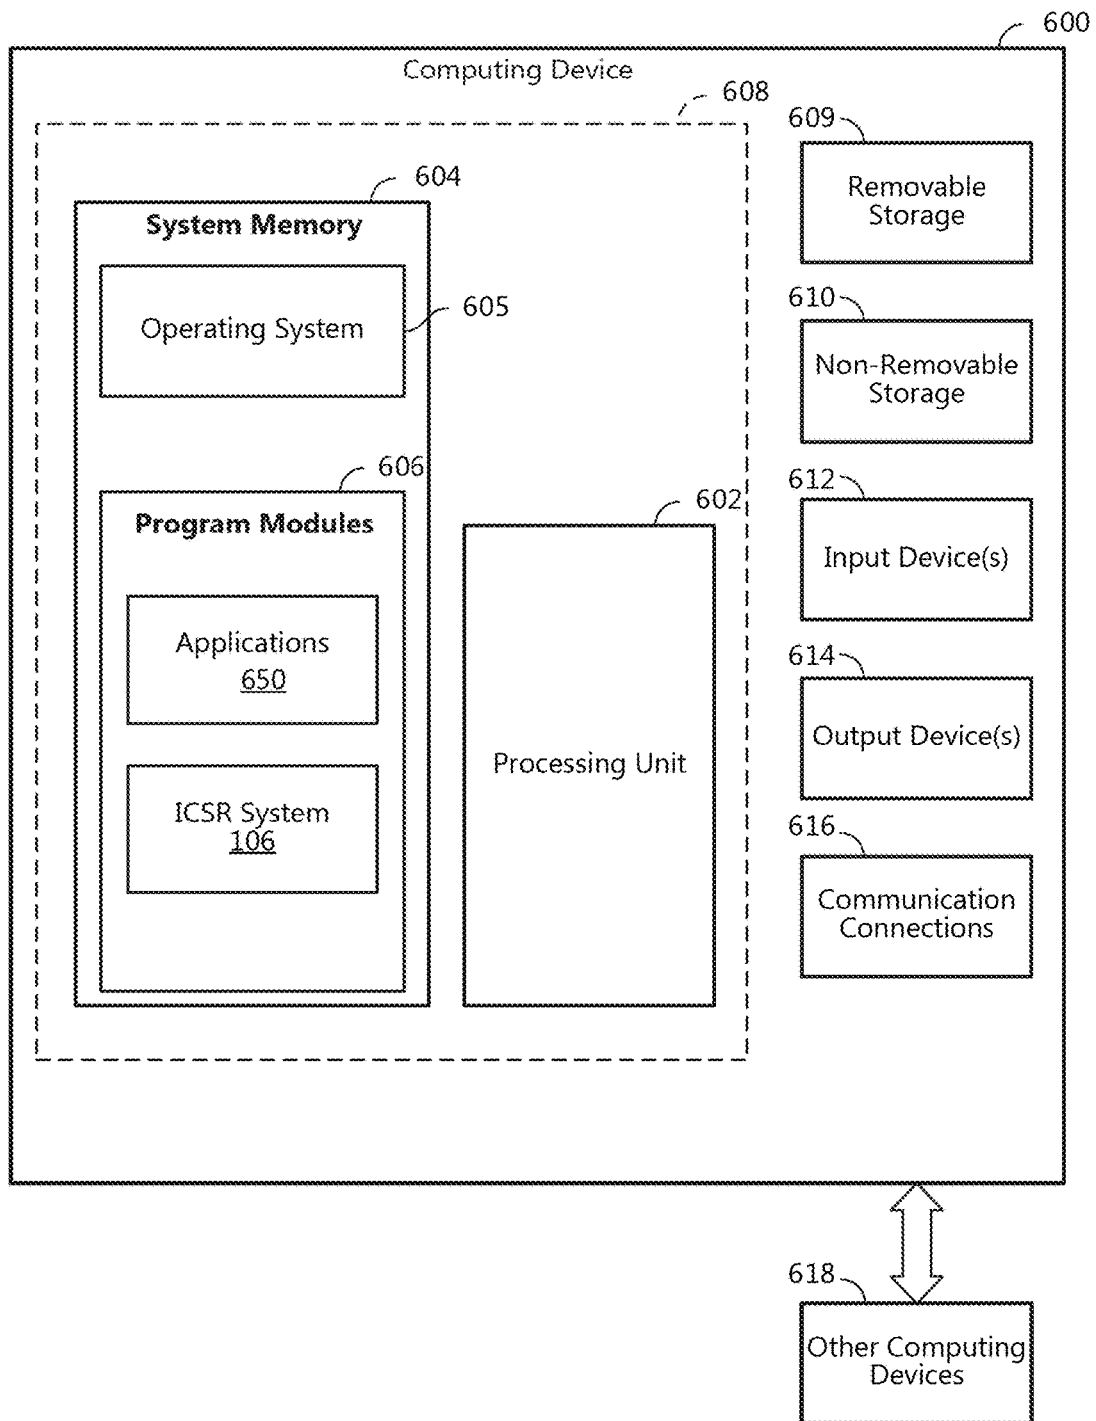 600
Computing Device
608
604
System Memory
Operating System
605
606
Program Modules
Applications
650
ICSR System
106
602
Processing Unit
609
Removable
Storage
610
Non-Removable
Storage
612
Input Device(s)
614
Output Device(s)
616
Communication
Connections
618
Other Computing
Devices